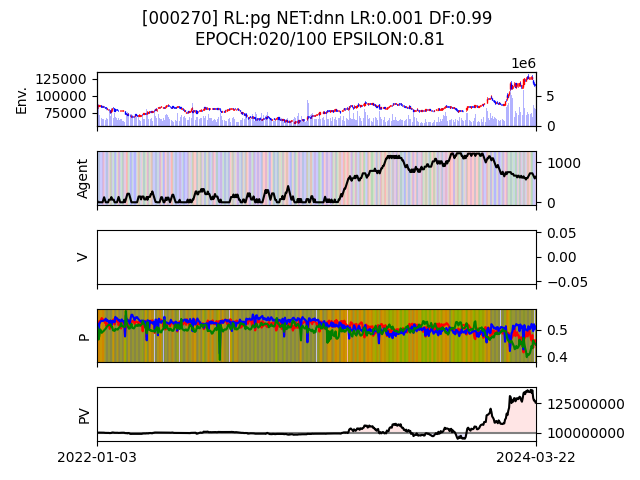 [000270] RL:pg NET:dnn LR:0.001 DF:0.99
EPOCH:020/100 EPSILON:0.81
1e6
Env.
125000
100000
75000
5
0
Agent
1000
0
V
0.05
0.00
−0.05
P
0.5
0.4
PV
125000000
100000000
2022-01-03
2024-03-22